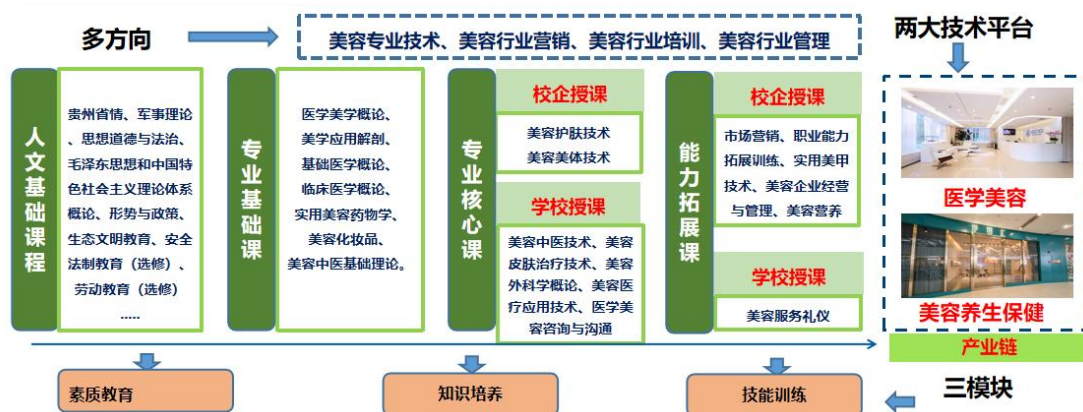 多方向
美容专业技术、美容行业营销、美容行业培训、美容行业管理
两大技术平台
人文基础课程
贵州省情、军事理论
、思想道德与法治、
毛泽东思想和中国特
色社会主义理论体系
概论、形势与政策、
生态文明教育、安全
法制教育（选修）、
劳动教育（选修）
.....
专业基础课
医学美学概论、
美学应用解剖、
基础医学概论、
临床医学概论、
实用美容药物学、
美容化妆品、
美容中医基础理论。
专业核心课
校企授课
美容护肤技术
美容美体技术
学校授课
美容中医技术、美容
皮肤治疗技术、美容
外科学概论、美容医
疗应用技术、医学美
容咨询与沟通
能力拓展课
校企授课
市场营销、职业能力
拓展训练、实用美甲
技术、美容企业经营
与管理、美容营养
学校授课
美容服务礼仪
医学美容
美容养生保健
产业链
素质教育
知识培养
技能训练
三模块